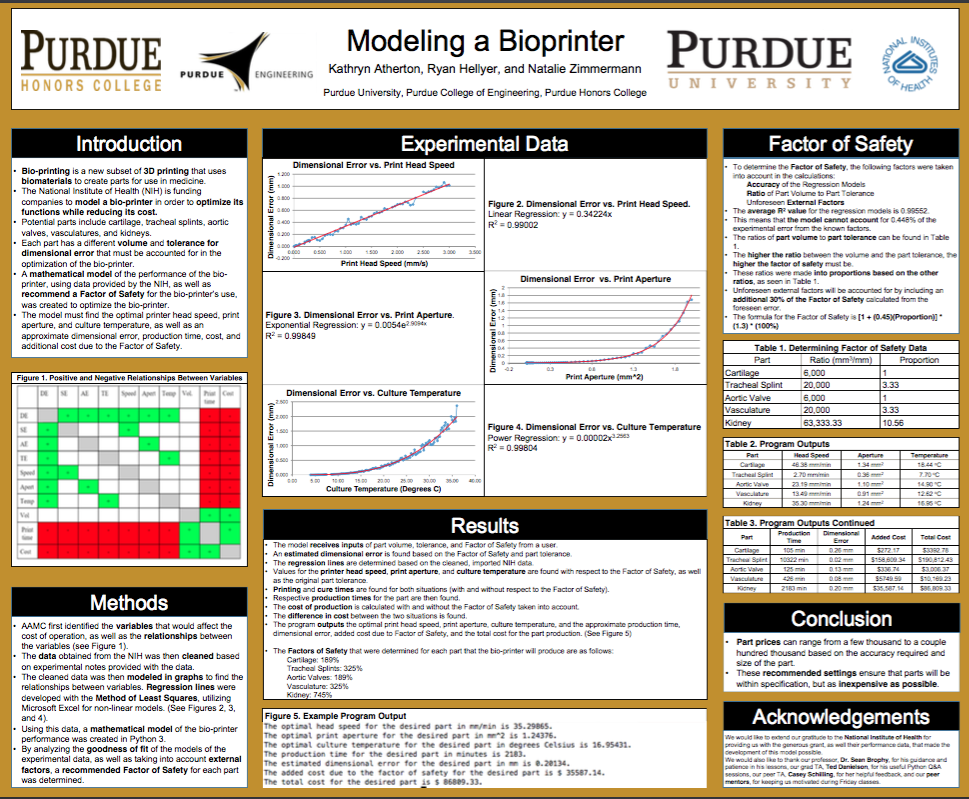 PURDUE
HONORS COLLEGE
PURDUE ENGINEERING
Modeling a Bioprinter
Kathryn Atherton, Ryan Hellyer, and Natalie Zimmermann
Purdue University, Purdue College of Engineering, Purdue Honors College
PURDUE
UNIVERSITY
NATIONAL INSTITUTES OF HEALTH
Introduction
• Bio-printing is a new subset of 3D printing that uses
biomaterials to create parts for use in medicine.
• The National Institute of Health (NIH) is funding
companies to model a bio-printer in order to optimize its
functions while reducing its cost.
• Potential parts include cartilage, tracheal splints, aortic
valves, vasculatures, and kidneys.
• Each part has a different volume and tolerance for
dimensional error that must be accounted for in the
optimization of the bio-printer.
• A mathematical model of the performance of the bio-
printer, using data provided by the NIH, as well as
recommend a Factor of Safety for the bio-printer's use,
was created to optimize the bio-printer.
• The model must find the optimal printer head speed, print
aperture, and culture temperature, as well as an
approximate dimensional error, production time, cost, and
additional cost due to the Factor of Safety.
Figure 1. Positive and Negative Relationships Between Variables
DE SE AE TE Speed Apert Temp Vol. Print time Cost
DE
SE
AE
TE
Speed
Apert
Temp
Vol
Print
time
Cost
Methods
• AAMC first identified the variables that would affect the
cost of operation, as well as the relationships between
the variables (see Figure 1).
• The data obtained from the NIH was then cleaned based
on experimental notes provided with the data.
• The cleaned data was then modeled in graphs to find the
relationships between variables. Regression lines were
developed with the Method of Least Squares, utilizing
Microsoft Excel for non-linear models. (See Figures 2, 3,
and 4).
• Using this data, a mathematical model of the bio-printer
performance was created in Python 3.
• By analyzing the goodness of fit of the models of the
experimental data, as well as taking into account external
factors, a recommended Factor of Safety for each part
was determined.
Experimental Data
Dimensional Error vs. Print Head Speed
Dimensional Error (mm)
1.200
1.000
0.800
0.600
0.400
0.200
0.000
-0.200
0.000 0.500 1.000 1.500 2.000 2.500 3.000 3.500
Print Head Speed (mm/s)
Figure 2. Dimensional Error vs. Print Head Speed.
Linear Regression: y = 0.34224x
R² = 0.99002
Figure 3. Dimensional Error vs. Print Aperture.
Exponential Regression: y = 0.0054e^2.9094x
R² = 0.99849
Dimensional Error vs. Print Aperture
Dimensional Error (mm)
2
1.8
1.6
1.4
1.2
1
0.8
0.6
0.4
0.2
0
-0.2 0.3 0.8 1.3 1.8
Print Aperture (mm^2)
Dimensional Error vs. Culture Temperature
Dimensional Error (mm)
2.500
2.000
1.500
1.000
0.500
0.000
0.00 5.00 10.00 15.00 20.00 25.00 30.00 35.00 40.00
Culture Temperature (Degrees C)
Figure 4. Dimensional Error vs. Culture Temperature
Power Regression: y = 0.00002x^3.2563
R² = 0.99804
Results
• The model receives inputs of part volume, tolerance, and Factor of Safety from a user.
• An estimated dimensional error is found based on the Factor of Safety and part tolerance.
• The regression lines are determined based on the cleaned, imported NIH data.
• Values for the printer head speed, print aperture, and culture temperature are found with respect to the Factor of Safety, as well
as the original part tolerance.
• Printing and cure times are found for both situations (with and without respect to the Factor of Safety).
• Respective production times for the part are then found.
• The cost of production is calculated with and without the Factor of Safety taken into account.
• The difference in cost between the two situations is found.
• The program outputs the optimal print head speed, print aperture, culture temperature, and the approximate production time,
dimensional error, added cost due to Factor of Safety, and the total cost for the part production. (See Figure 5)
• The Factors of Safety that were determined for each part that the bio-printer will produce are as follows:
Cartilage: 189%
Tracheal Splints: 325%
Aortic Valves: 189%
Vasculature: 325%
Kidney: 745%
Figure 5. Example Program Output
The optimal head speed for the desired part in mm/min is 35.29865.
The optimal print aperture for the desired part in mm^2 is 1.24376.
The optimal culture temperature for the desired part in degrees Celsius is 16.95431.
The production time for the desired part in minutes is 2183.
The estimated dimensional error for the desired part in mm is 0.20134.
The added cost due to the factor of safety for the desired part is $ 35587.14.
The total cost for the desired part is $ 86809.33.
Factor of Safety
• To determine the Factor of Safety, the following factors were taken
into account in the calculations:
Accuracy of the Regression Models
Ratio of Part Volume to Part Tolerance
Unforeseen External Factors
• The average R² value for the regression models is 0.99552.
• This means that the model cannot account for 0.448% of the
experimental error from the known factors.
• The ratios of part volume to part tolerance can be found in Table
1.
• The higher the ratio between the volume and the part tolerance, the
higher the factor of safety must be.
• These ratios were made into proportions based on the other
ratios, as seen in Table 1.
• Unforeseen external factors will be accounted for by including an
additional 30% of the Factor of Safety calculated from the
foreseen error.
• The formula for the Factor of Safety is [1 + (0.45)(Proportion)] *
(1.3) * (100%)
Table 1. Determining Factor of Safety Data
Part Ratio (mm³/mm) Proportion
Cartilage 6,000 1
Tracheal Splint 20,000 3.33
Aortic Valve 6,000 1
Vasculature 20,000 3.33
Kidney 63,333.33 10.56
Table 2. Program Outputs
Part Head Speed Aperture Temperature
Cartilage 46.38 mm/min 1.34 mm² 18.44 °C
Tracheal Splint 2.70 mm/min 0.36 mm² 7.70 °C
Aortic Valve 23.19 mm/min 1.10 mm² 14.90 °C
Vasculature 13.49 mm/min 0.91 mm² 12.62 °C
Kidney 35.30 mm/min 1.24 mm² 16.95 °C
Table 3. Program Outputs Continued
Part Production Time Dimensional Error Added Cost Total Cost
Cartilage 105 min 0.26 mm $272.17 $3392.78
Tracheal Splint 10322 min 0.02 mm $158,609.34 $190,812.43
Aortic Valve 125 min 0.13 mm $336.74 $3,006.37
Vasculature 426 min 0.08 mm $5749.59 $10,169.23
Kidney 2183 min 0.20 mm $35,587.14 $86,809.33
Conclusion
• Part prices can range from a few thousand to a couple
hundred thousand based on the accuracy required and
size of the part.
• These recommended settings ensure that parts will be
within specification, but as inexpensive as possible.
Acknowledgements
We would like to extend our gratitude to the National Institute of Health for
providing us with the generous grant, as well their performance data, that made the
development of this model possible.
We would also like to thank our professor, Dr. Sean Brophy, for his guidance and
patience in his lessons, our grad TA, Ted Danielson, for his useful Python Q&A
sessions, our peer TA, Casey Schilling, for her helpful feedback, and our peer
mentors, for keeping us motivated during Friday classes.